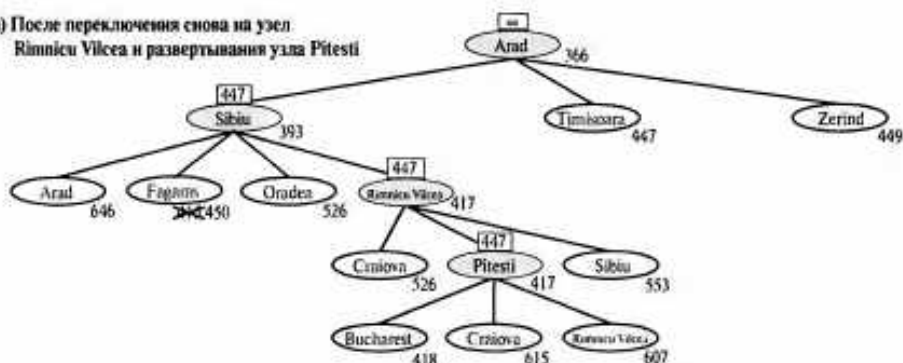 ) После переключения снова на узел
Rimnicu Vilcea и развертывания узла Pitesti
∞
Arad
366
447
Sibiu
393
Timisoara
447
Zerind
449
447
Arad
646
Fagaras
450
Oradea
526
Rimnicu Vilcea
417
447
Craiova
526
Pitesti
417
Sibiu
553
Bucharest
418
Craiova
615
Rimnicu Vilcea
607